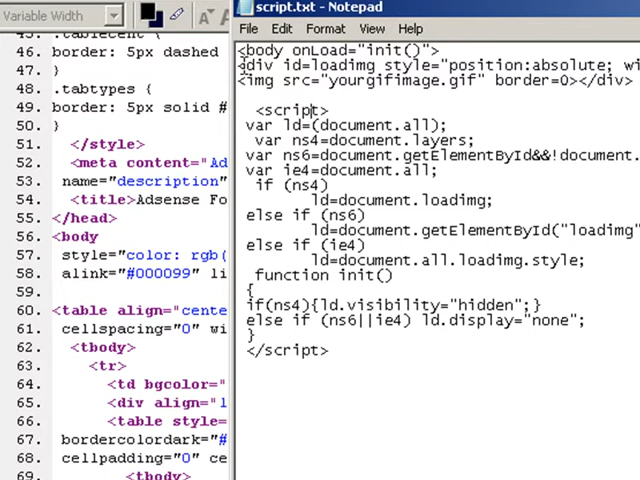 Variable Width
45. .tablecent {
46. border: 5px dashed
47. }
48. .tabtypes {
49. border: 5px solid #
50. }
51. </style>
52. <meta content="Ad
53. name="description"
54. <title>Adsense Fo
55. </head>
56. <body
57. style="color: rgb(
58. alink="#000099" li
59.
60. <table align="cente
61. cellspacing="0" wi
62. <tbody>
63. <tr>
64. <td bgcolor="
65. <div align="l
66. <table style=
67. bordercolordark="#
68. cellpadding="0" ce
69. <tbody>
script.txt - Notepad
File Edit Format View Help
<body onLoad="init()">
<div id=loadimg style="position:absolute; wi
<img src="yourgifimage.gif" border=0></div>
<script>
var ld=(document.all);
var ns4=document.layers;
var ns6=document.getElementById&&!document.
var ie4=document.all;
if (ns4)
ld=document.loadimg;
else if (ns6)
ld=document.getElementById("loadimg"
else if (ie4)
ld=document.all.loadimg.style;
function init()
{
if(ns4){ld.visibility="hidden";}
else if (ns6||ie4) ld.display="none";
}
</script>